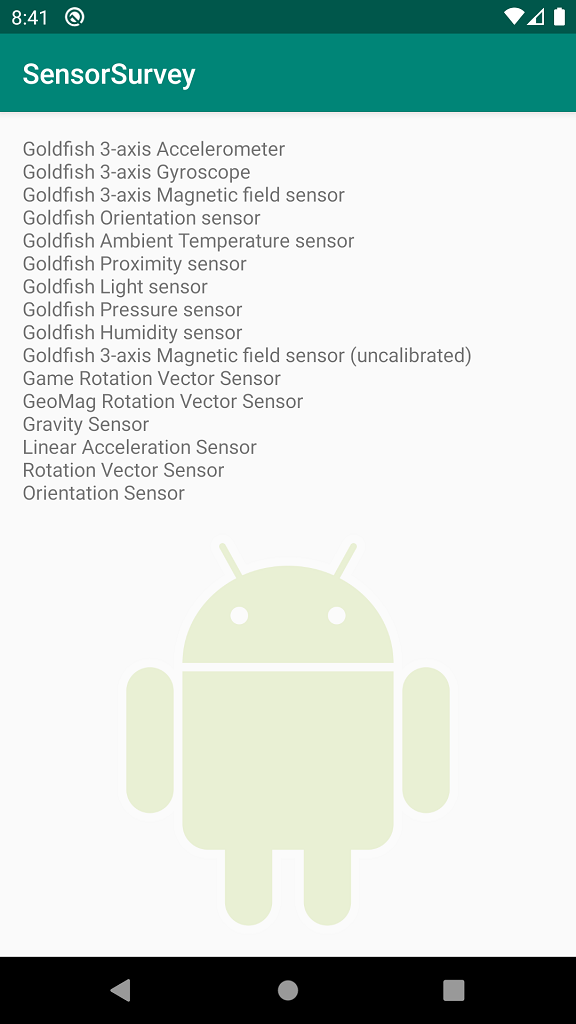 8:41
SensorSurvey
Goldfish 3-axis Accelerometer
Goldfish 3-axis Gyroscope
Goldfish 3-axis Magnetic field sensor
Goldfish Orientation sensor
Goldfish Ambient Temperature sensor
Goldfish Proximity sensor
Goldfish Light sensor
Goldfish Pressure sensor
Goldfish Humidity sensor
Goldfish 3-axis Magnetic field sensor (uncalibrated)
Game Rotation Vector Sensor
GeoMag Rotation Vector Sensor
Gravity Sensor
Linear Acceleration Sensor
Rotation Vector Sensor
Orientation Sensor